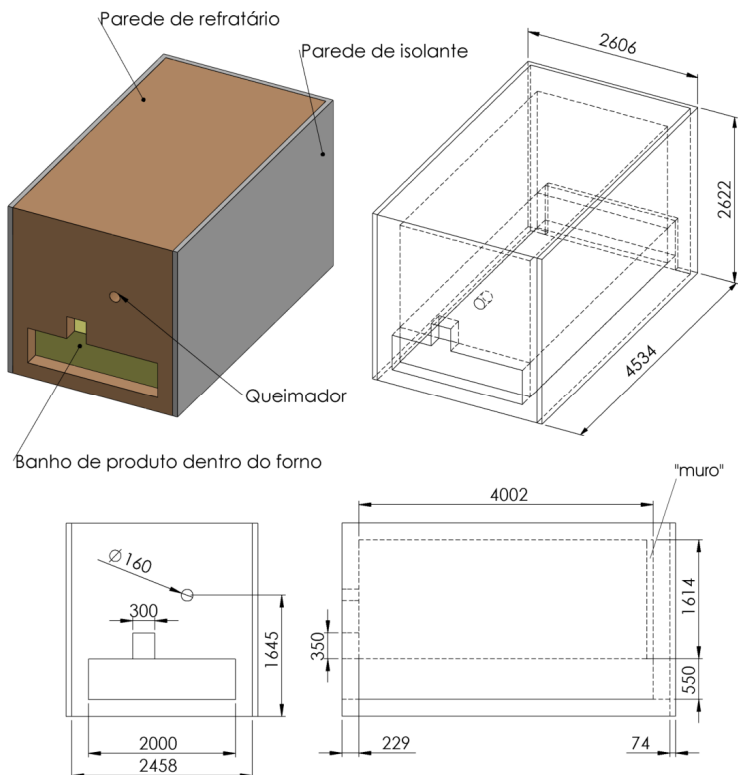 Parede de refratário
Parede de isolante
2606
2622
4534
Queimador
Banho de produto dentro do forno
"muro"
4002
Ø 160
300
1645
350
1614
550
2000
2458
229
74